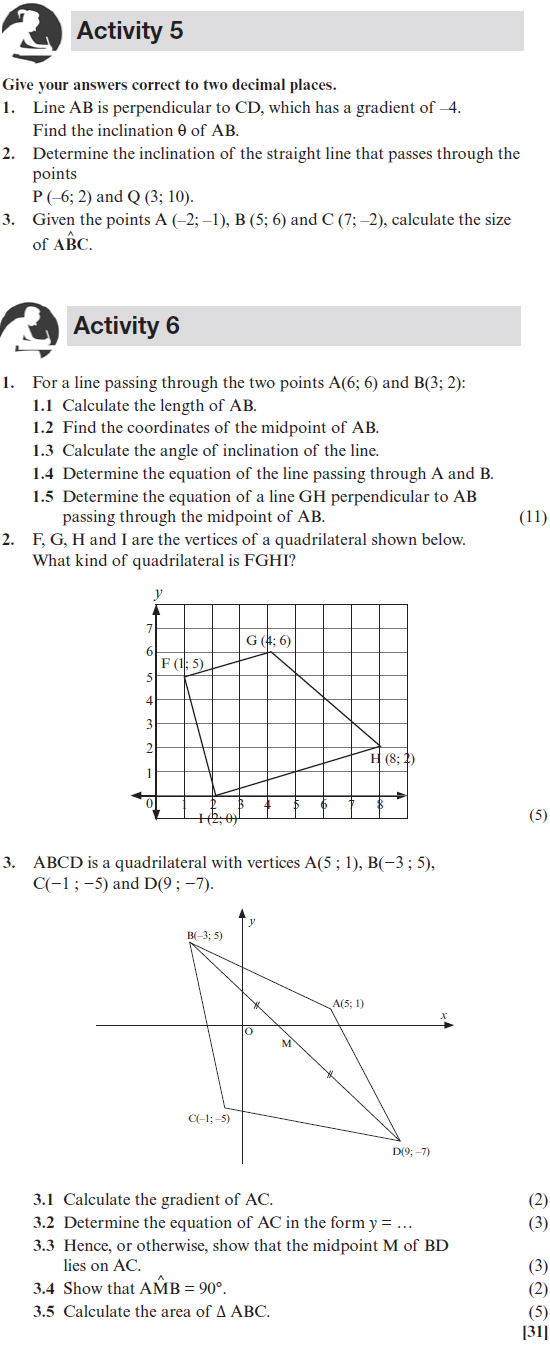 Activity 5
Give your answers correct to two decimal places.
1. Line AB is perpendicular to CD, which has a gradient of –4.
Find the inclination θ of AB.
2. Determine the inclination of the straight line that passes through the
points
P (–6; 2) and Q (3; 10).
3. Given the points A (–2; –1), B (5; 6) and C (7; –2), calculate the size
of AB̂C.
Activity 6
1. For a line passing through the two points A(6; 6) and B(3; 2):
1.1 Calculate the length of AB.
1.2 Find the coordinates of the midpoint of AB.
1.3 Calculate the angle of inclination of the line.
1.4 Determine the equation of the line passing through A and B.
1.5 Determine the equation of a line GH perpendicular to AB
passing through the midpoint of AB. (11)
2. F, G, H and I are the vertices of a quadrilateral shown below.
What kind of quadrilateral is FGHI?
y
7
G (4; 6)
6
F (1; 5)
5
4
3
2
H (8; 2)
1
0 1 2 3 4 5 6 7 8
I (2; 0)
(5)
3. ABCD is a quadrilateral with vertices A(5 ; 1), B(−3 ; 5),
C(−1 ; −5) and D(9 ; −7).
y
B(–3; 5)
A(5; 1)
x
O
M
C(–1; –5)
D(9; –7)
3.1 Calculate the gradient of AC. (2)
3.2 Determine the equation of AC in the form y = … (3)
3.3 Hence, or otherwise, show that the midpoint M of BD
lies on AC. (3)
3.4 Show that AM̂B = 90°. (2)
3.5 Calculate the area of Δ ABC. (5)
[31]